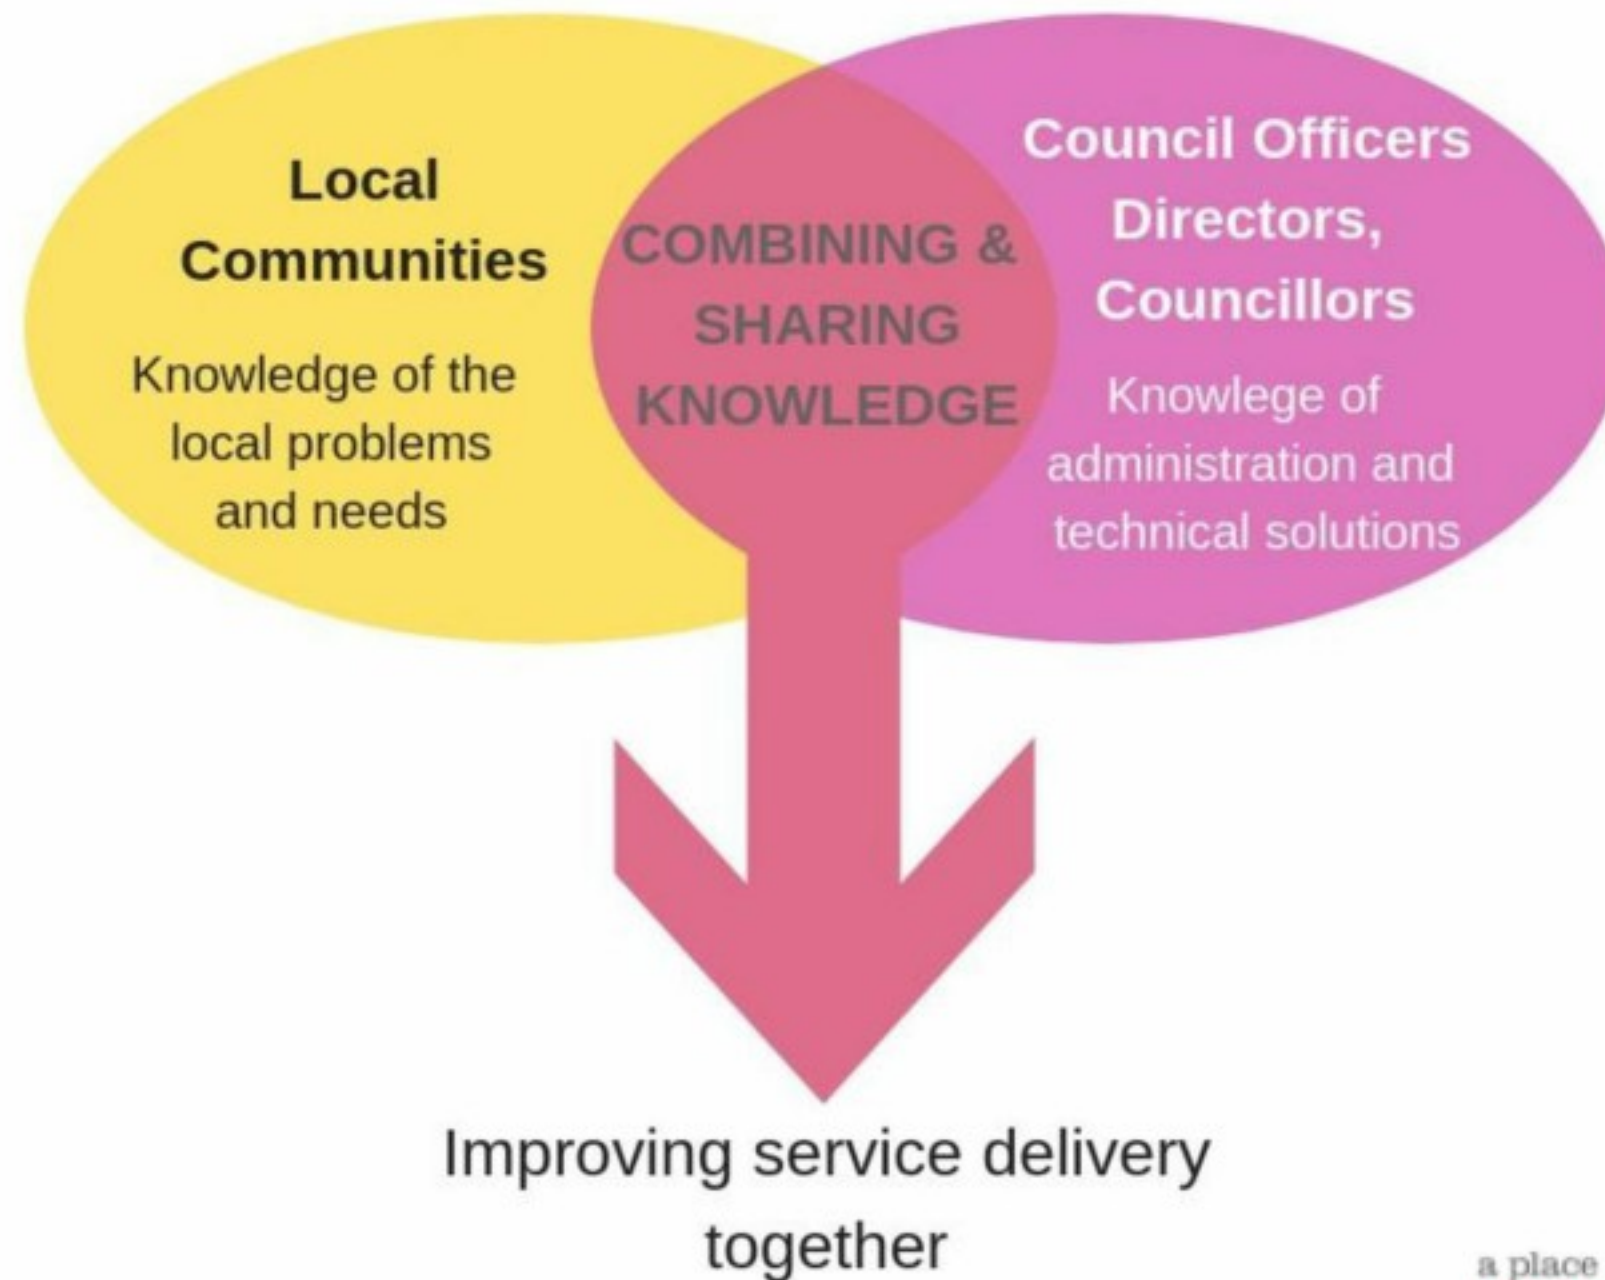 Local
Communities
Knowledge of the
local problems
and needs
COMBINING &
SHARING
KNOWLEDGE
Council Officers
Directors,
Councillors
Knowlege of
administration and
technical solutions
Improving service delivery
together
a place